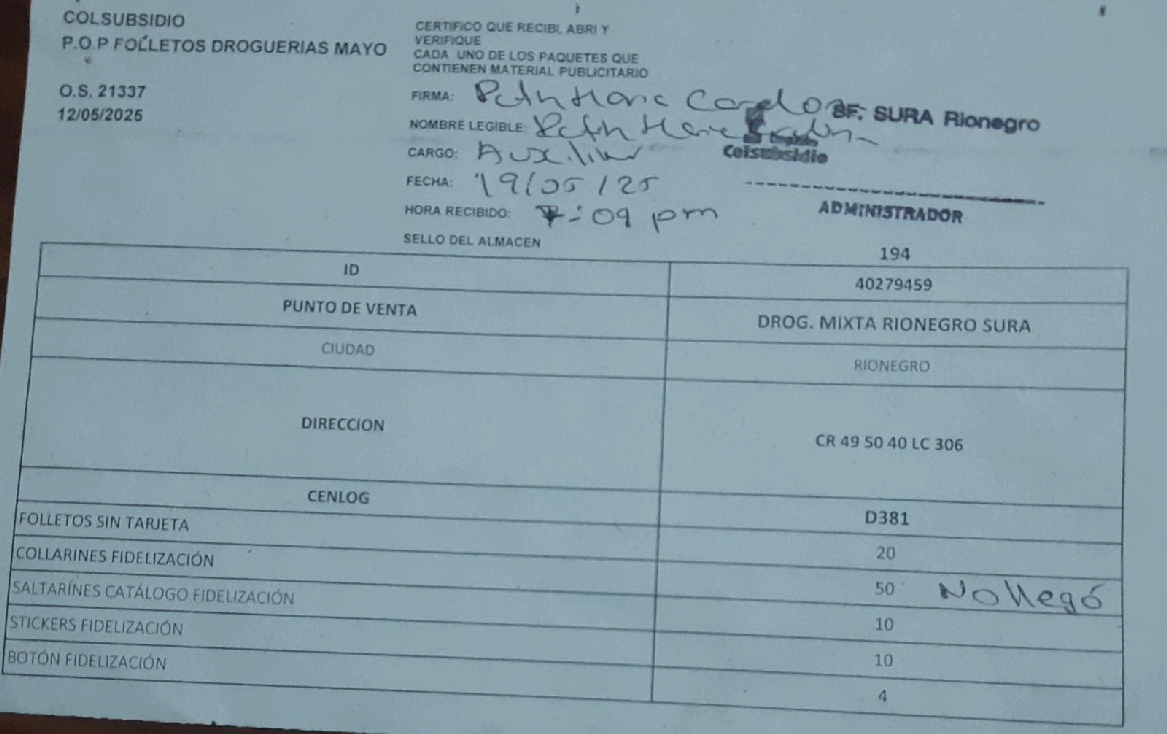 COLSUBSIDIO
P.O.P FOLLETOS DROGUERIAS MAYO
O.S. 21337
12/05/2025
CERTIFICO QUE RECIBI, ABRI Y
VERIFIQUE
CADA UNO DE LOS PAQUETES QUE
CONTIENEN MATERIAL PUBLICITARIO
FIRMA:
NOMBRE LEGIBLE:
CARGO: Auxiliar
FECHA: 19/05/25
HORA RECIBIDO: 7:09 pm
SELLO DEL ALMACEN
SF: SURA Rionegro
Colsubsidio
ADMINISTRADOR
194
ID 40279459
PUNTO DE VENTA DROG. MIXTA RIONEGRO SURA
CIUDAD RIONEGRO
DIRECCION CR 49 50 40 LC 306
CENLOG D381
FOLLETOS SIN TARJETA 20
COLLARINES FIDELIZACIÓN 50 No llegó
SALTARÍNES CATÁLOGO FIDELIZACIÓN 10
STICKERS FIDELIZACIÓN 10
BOTÓN FIDELIZACIÓN 4